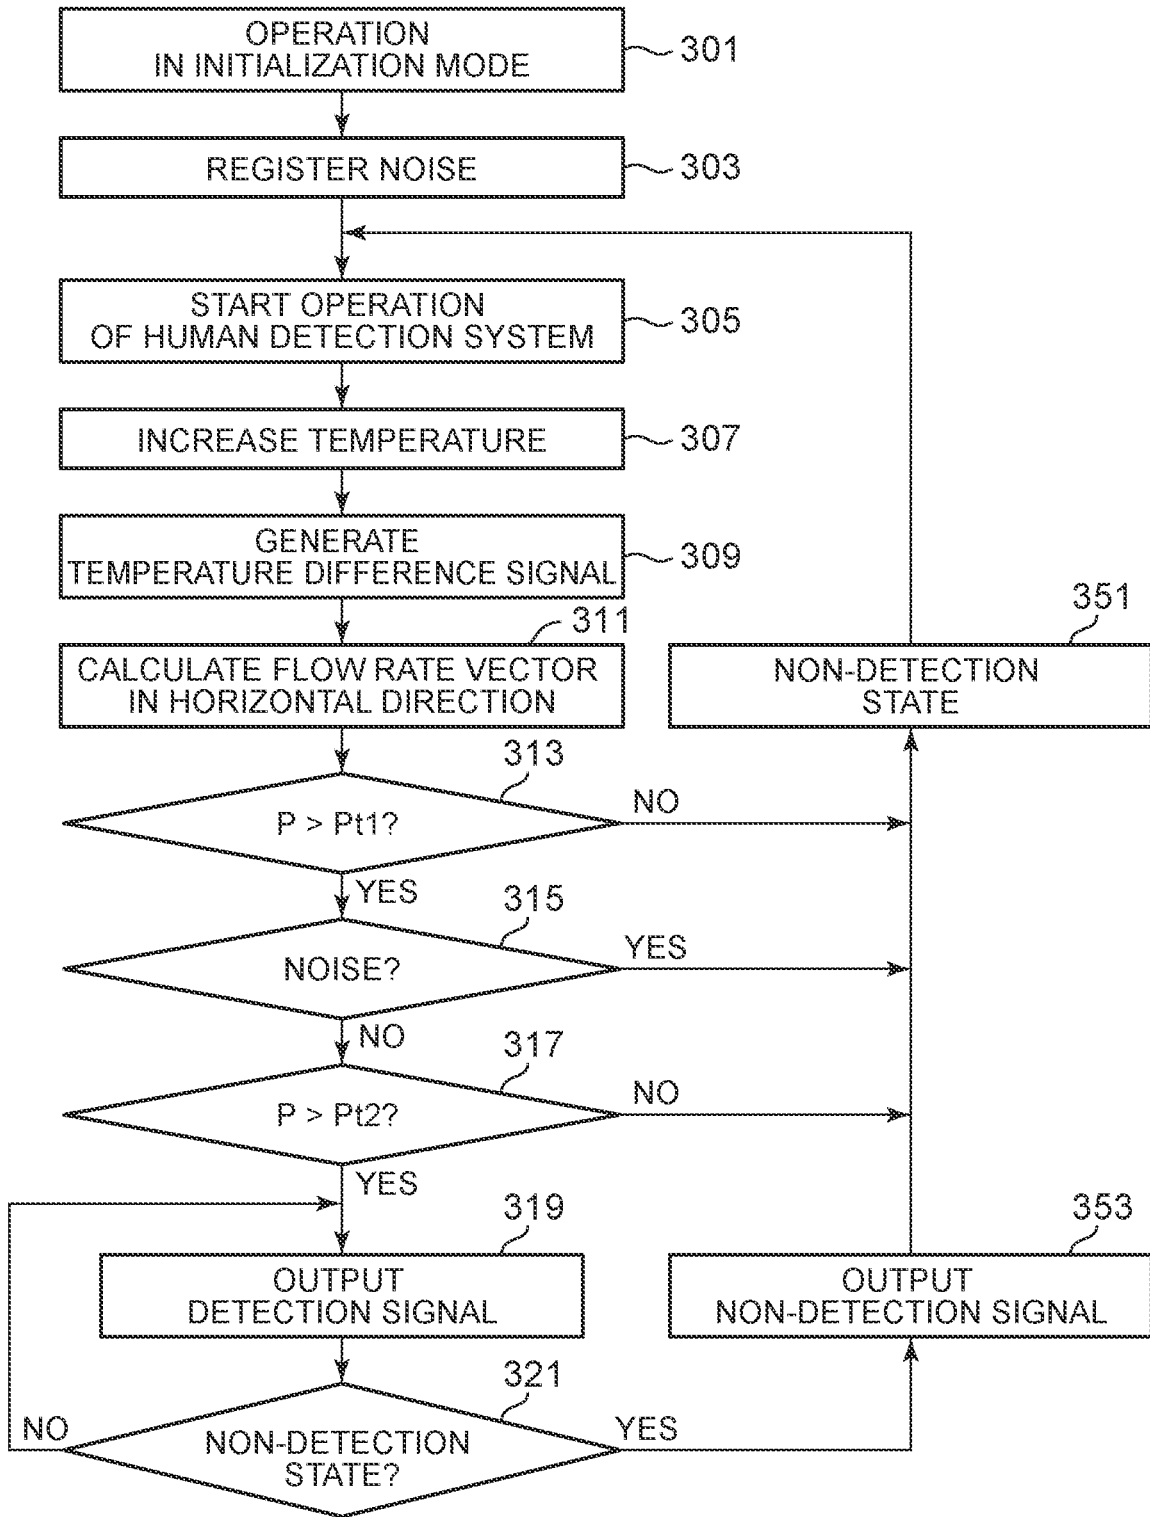 OPERATION
IN INITIALIZATION MODE
301
REGISTER NOISE
303
START OPERATION
OF HUMAN DETECTION SYSTEM
305
INCREASE TEMPERATURE
307
GENERATE
TEMPERATURE DIFFERENCE SIGNAL
309
311
CALCULATE FLOW RATE VECTOR
IN HORIZONTAL DIRECTION
351
NON-DETECTION
STATE
313
P > Pt1?
NO
YES
315
NOISE?
YES
NO
317
P > Pt2?
NO
YES
319
OUTPUT
DETECTION SIGNAL
353
OUTPUT
NON-DETECTION SIGNAL
321
NON-DETECTION
STATE?
NO
YES